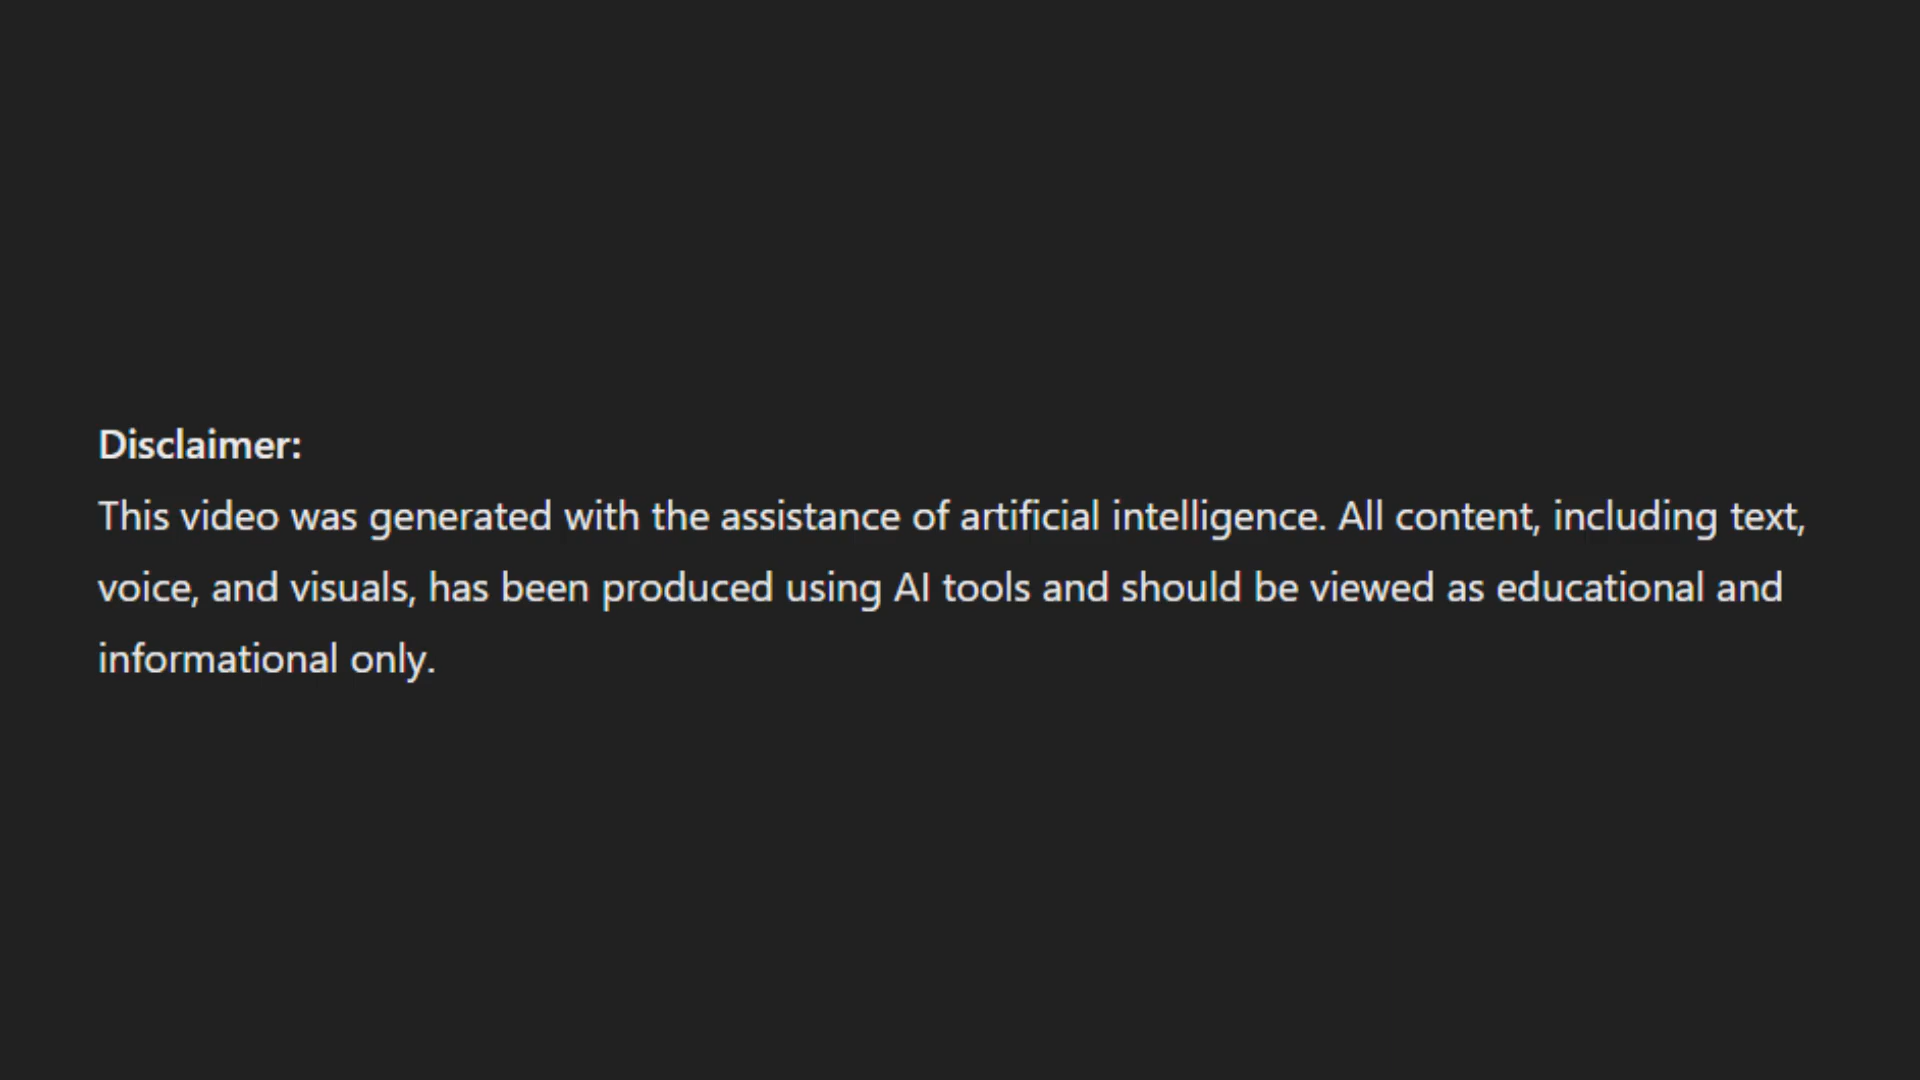 Disclaimer:
This video was generated with the assistance of artificial intelligence. All content, including text,
voice, and visuals, has been produced using AI tools and should be viewed as educational and
informational only.